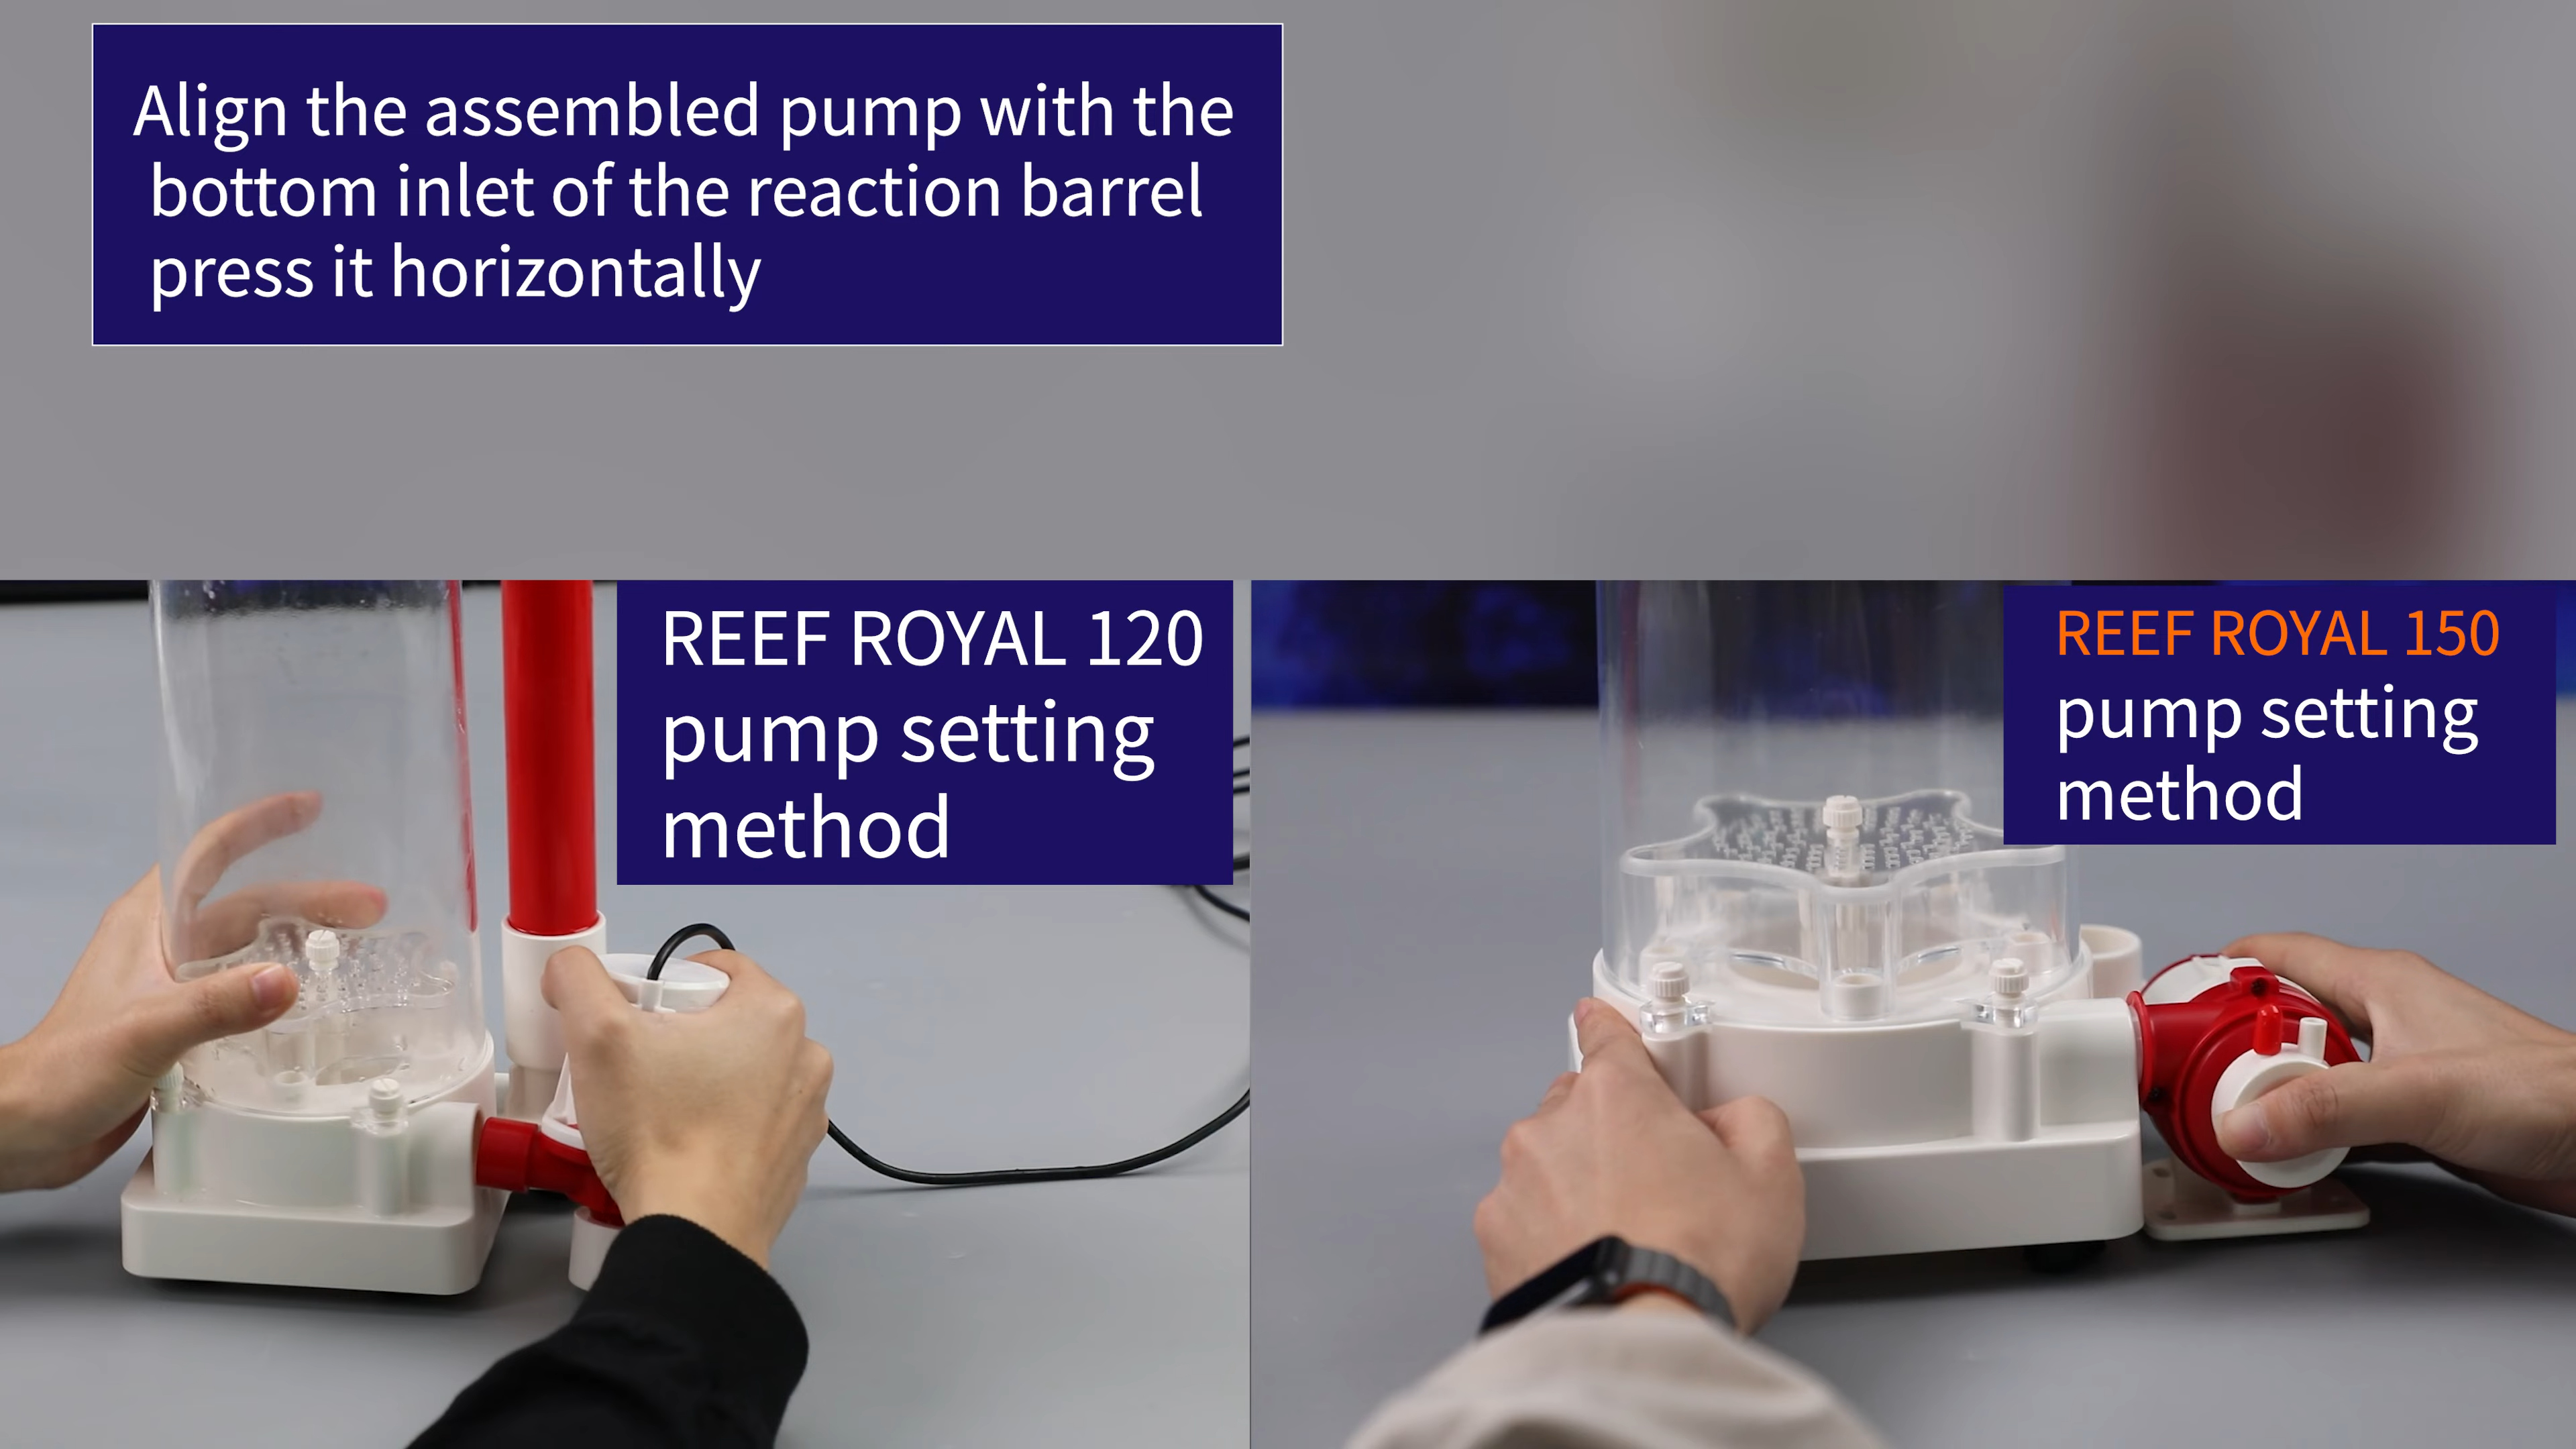 Align the assembled pump with the
bottom inlet of the reaction barrel
press it horizontally
REEF ROYAL 120
pump setting
method
REEF ROYAL 150
pump setting
method